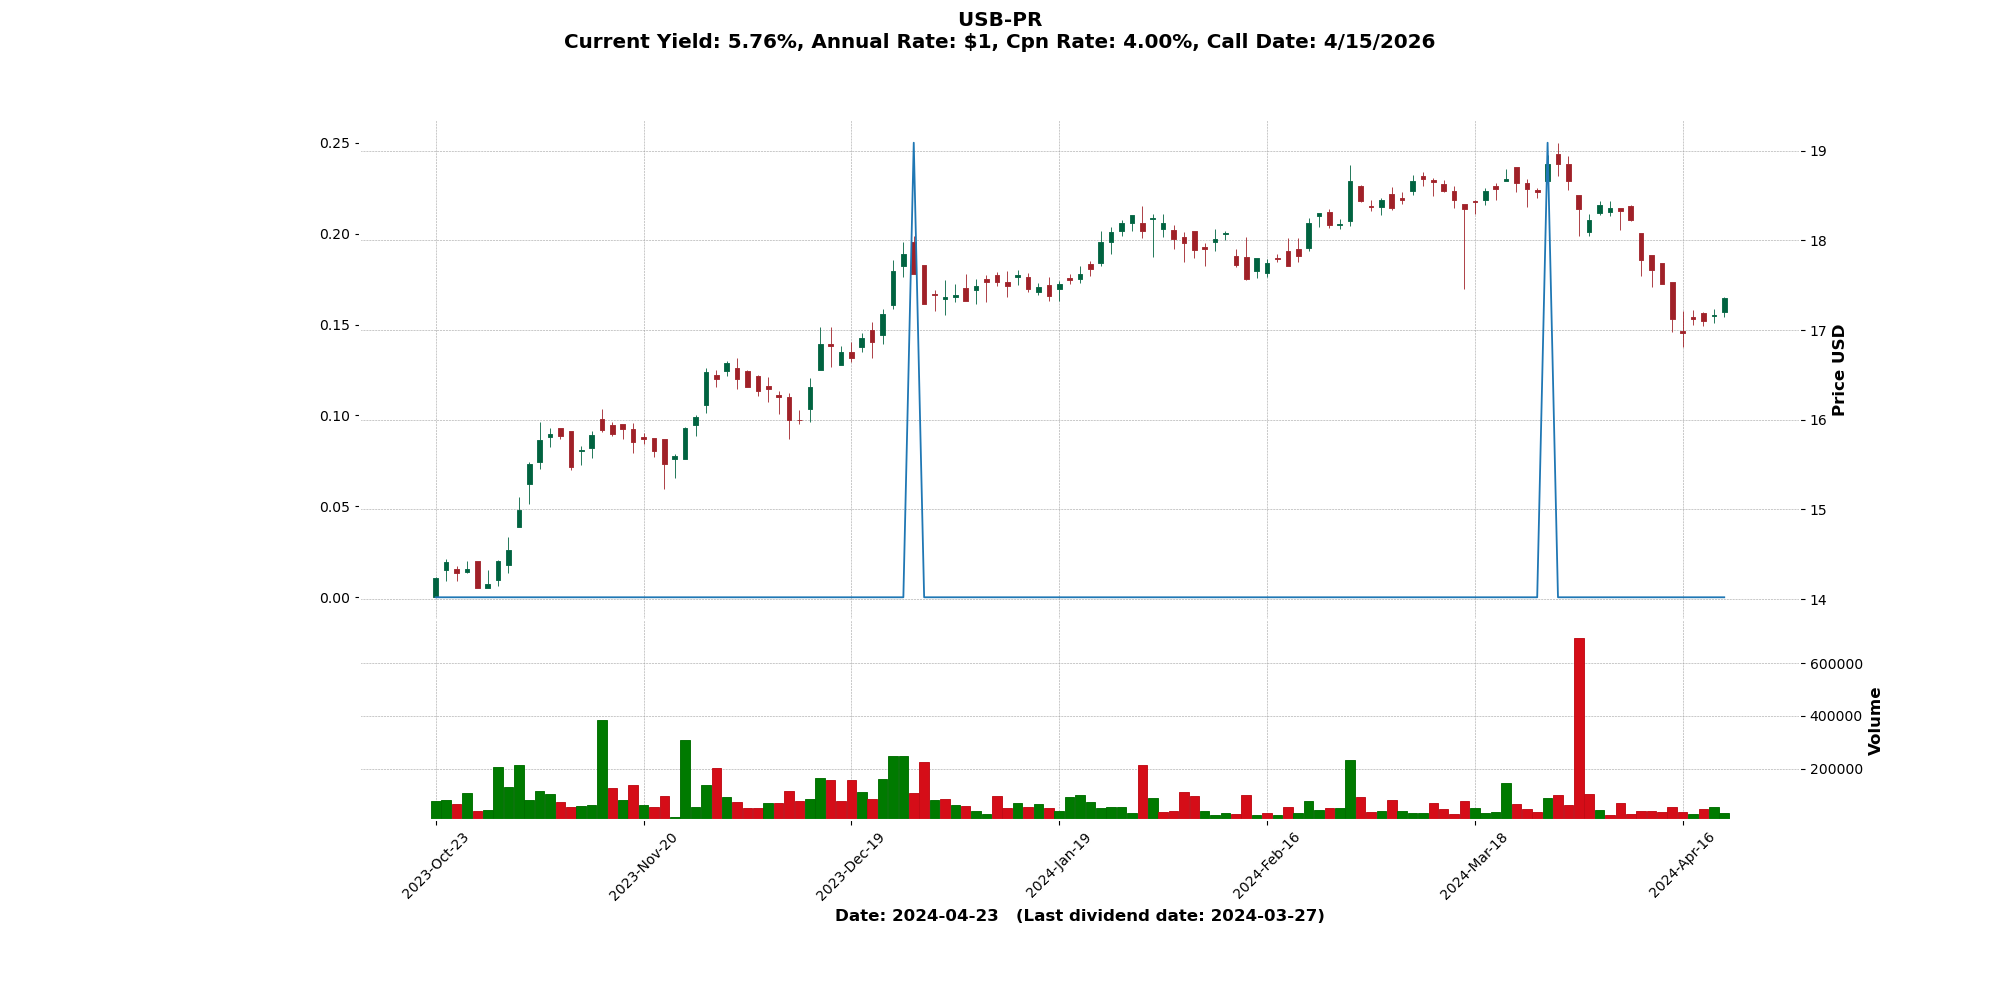 USB-PR
Current Yield: 5.76%, Annual Rate: $1, Cpn Rate: 4.00%, Call Date: 4/15/2026
0.25
0.20
0.15
0.10
0.05
0.00
19
18
17
16
15
14
Price USD
600000
400000
200000
Volume
2023-Oct-23
2023-Nov-20
2023-Dec-19
2024-Jan-19
2024-Feb-16
2024-Mar-18
2024-Apr-16
Date: 2024-04-23 (Last dividend date: 2024-03-27)